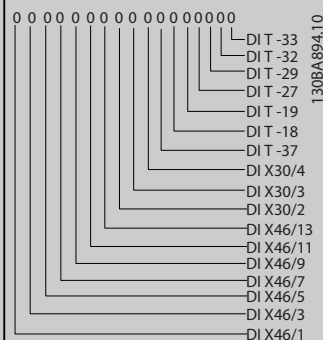 0 0 0 0 0 0 0 0 0 0 0 0 0 0 0 0 0
DI T -33
DI T -32
DI T -29
DI T -27
DI T -19
DI T -18
DI T -37
DI X30/4
DI X30/3
DI X30/2
DI X46/13
DI X46/11
DI X46/9
DI X46/7
DI X46/5
DI X46/3
DI X46/1
130BA894.10